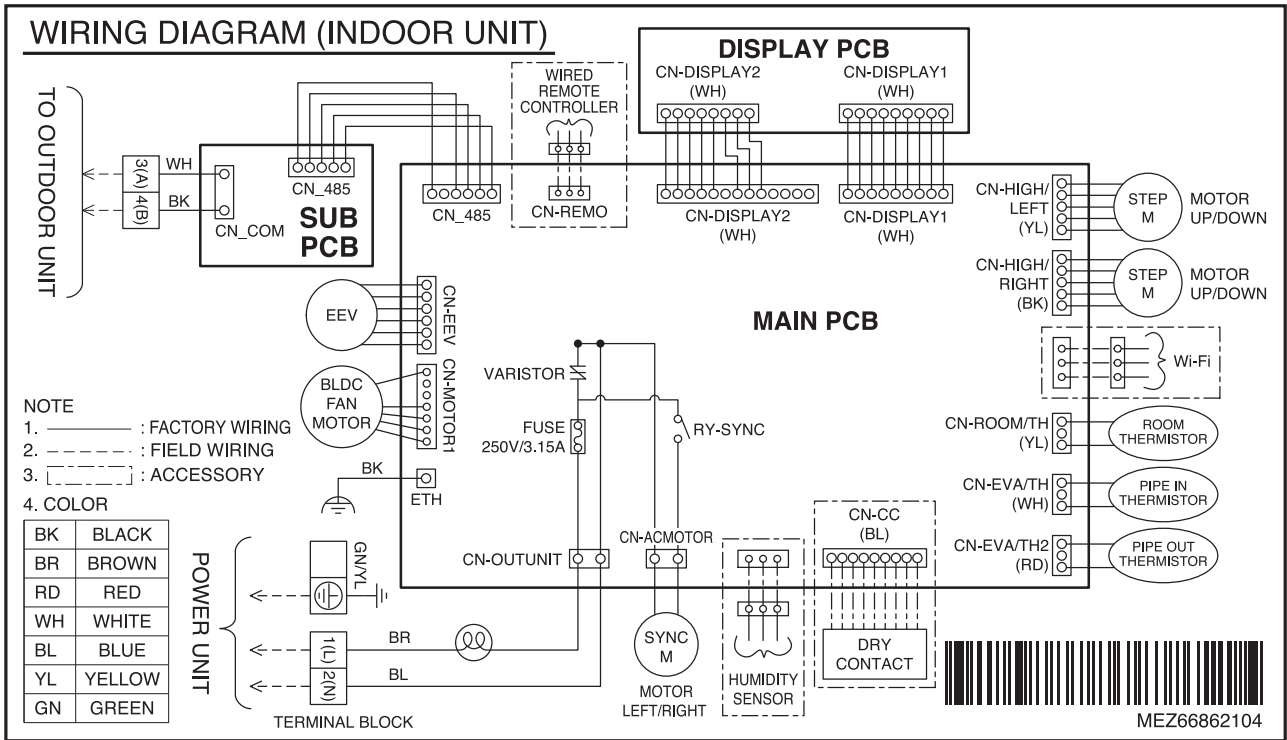 WIRING DIAGRAM (INDOOR UNIT)
TO OUTDOOR UNIT
3(A)
4(B)
WH
BK
CN_COM
CN_485
SUB
PCB
CN_485
WIRED
REMOTE
CONTROLLER
CN-REMO
DISPLAY PCB
CN-DISPLAY2
(WH)
CN-DISPLAY1
(WH)
CN-DISPLAY2
(WH)
CN-DISPLAY1
(WH)
CN-HIGH/
LEFT
(YL)
STEP
M
MOTOR
UP/DOWN
CN-HIGH/
RIGHT
(BK)
STEP
M
MOTOR
UP/DOWN
MAIN PCB
EEV
CN-EEV
BLDC
FAN
MOTOR
CN-MOTOR1
VARISTOR
FUSE
250V/3.15A
RY-SYNC
Wi-Fi
CN-ROOM/TH
(YL)
ROOM
THERMISTOR
CN-EVA/TH
(WH)
PIPE IN
THERMISTOR
CN-EVA/TH2
(RD)
PIPE OUT
THERMISTOR
NOTE
1. : FACTORY WIRING
2. : FIELD WIRING
3. : ACCESSORY
4. COLOR
BK BLACK
BR BROWN
RD RED
WH WHITE
BL BLUE
YL YELLOW
GN GREEN
BK
ETH
POWER UNIT
GN/YL
1(L)
2(N)
BR
BL
TERMINAL BLOCK
CN-OUTUNIT
CN-ACMOTOR
SYNC
M
MOTOR
LEFT/RIGHT
HUMIDITY
SENSOR
CN-CC
(BL)
DRY
CONTACT
MEZ66862104